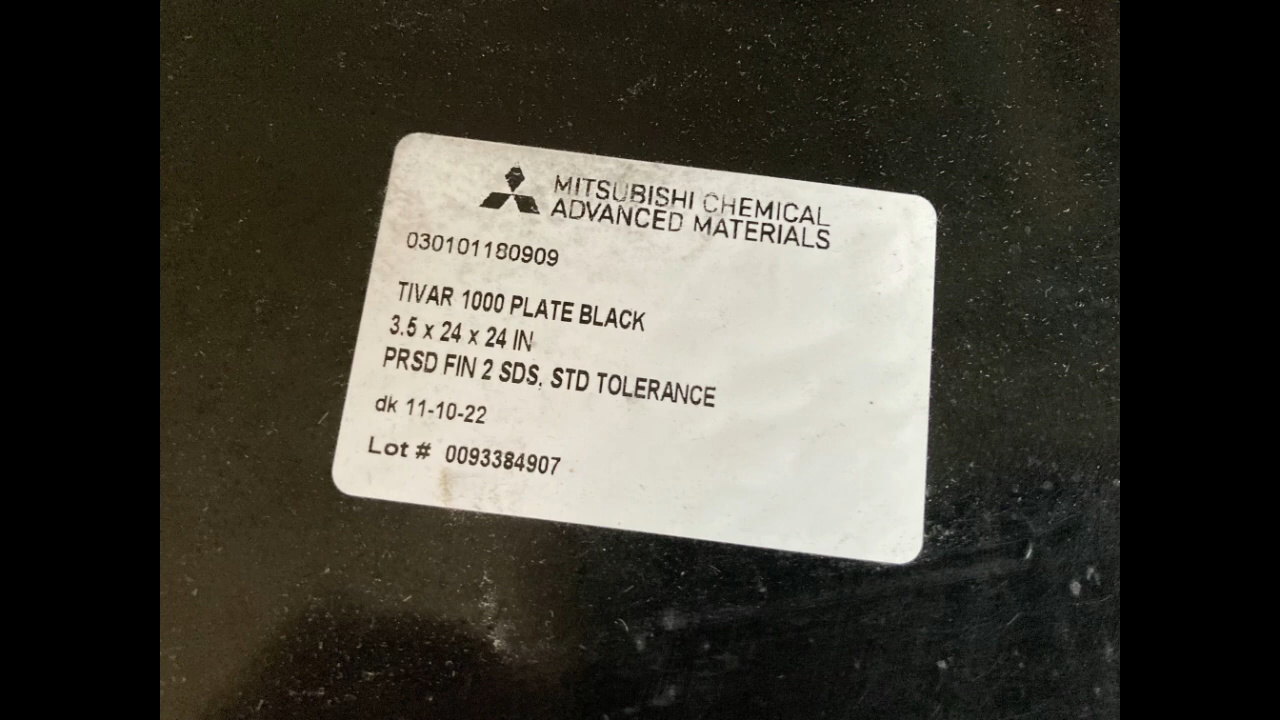 MITSUBISHI CHEMICAL
ADVANCED MATERIALS
030101180909
TIVAR 1000 PLATE BLACK
3.5 x 24 x 24 IN
PRSD FIN 2 SDS, STD TOLERANCE
dk 11-10-22
Lot # 0093384907